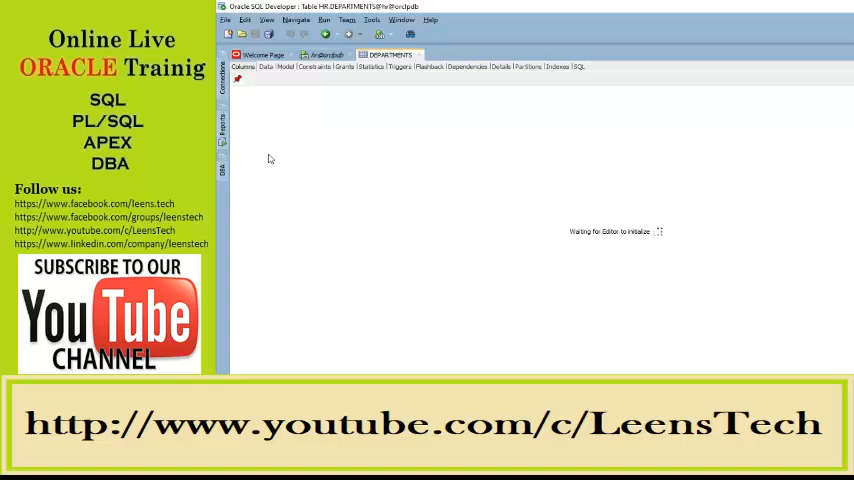 Oracle SQL Developer : Table HR.DEPARTMENTS@hr@orclpdb
File Edit View Navigate Run Team Tools Window Help
Welcome Page
DEPARTMENTS
Columns Data Model Constraints Grants Statistics Triggers Flashback Dependencies Details Partitions Indexes SQL
Connections
Reports
DBA
Waiting for Editor to initialize
Online Live
ORACLE Trainig
SQL
PL/SQL
APEX
DBA
Follow us:
https://www.facebook.com/leens.tech
https://www.facebook.com/groups/leenstech
http://www.youtube.com/c/LeensTech
https://www.linkedin.com/company/leenstech
SUBSCRIBE TO OUR
YouTube
CHANNEL
http://www.youtube.com/c/LeensTech